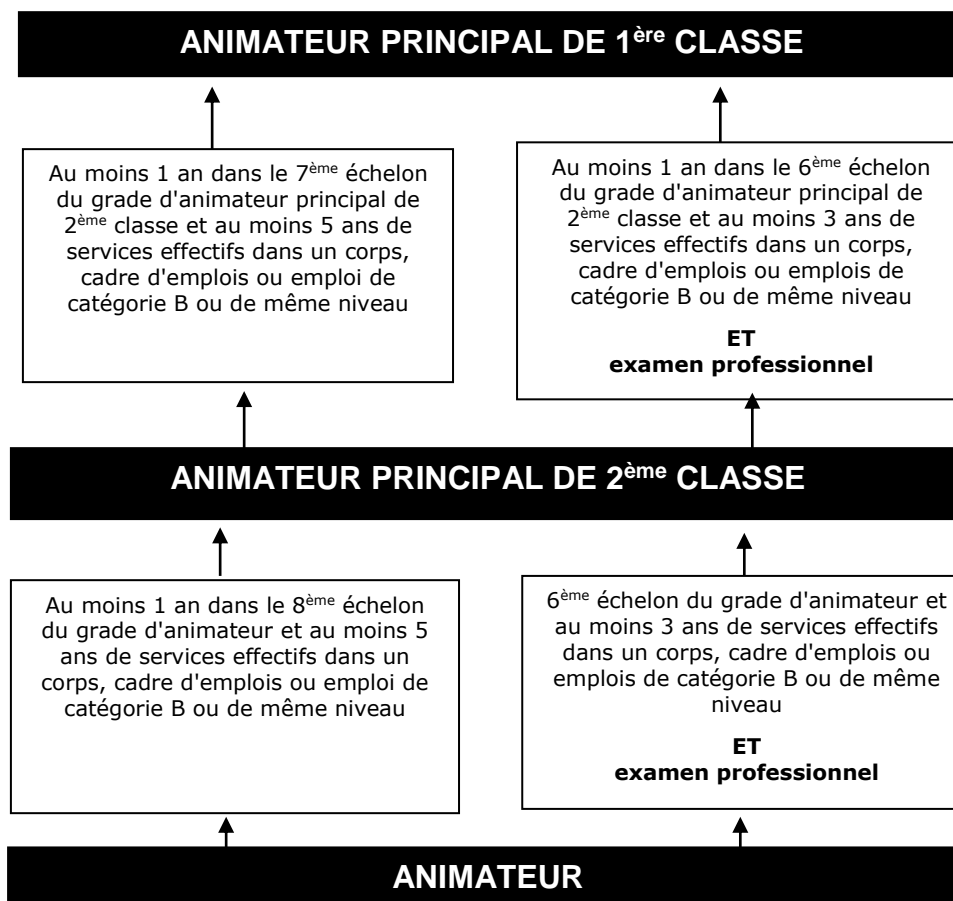 ANIMATEUR PRINCIPAL DE 1ère CLASSE
Au moins 1 an dans le 7ème échelon
du grade d'animateur principal de
2ème classe et au moins 5 ans de
services effectifs dans un corps,
cadre d'emplois ou emploi de
catégorie B ou de même niveau
Au moins 1 an dans le 6ème échelon
du grade d'animateur principal de
2ème classe et au moins 3 ans de
services effectifs dans un corps,
cadre d'emplois ou emplois de
catégorie B ou de même niveau
ET
examen professionnel
ANIMATEUR PRINCIPAL DE 2ème CLASSE
Au moins 1 an dans le 8ème échelon
du grade d'animateur et au moins 5
ans de services effectifs dans un
corps, cadre d'emplois ou emploi de
catégorie B ou de même niveau
6ème échelon du grade d'animateur et
au moins 3 ans de services effectifs
dans un corps, cadre d'emplois ou
emplois de catégorie B ou de même
niveau
ET
examen professionnel
ANIMATEUR